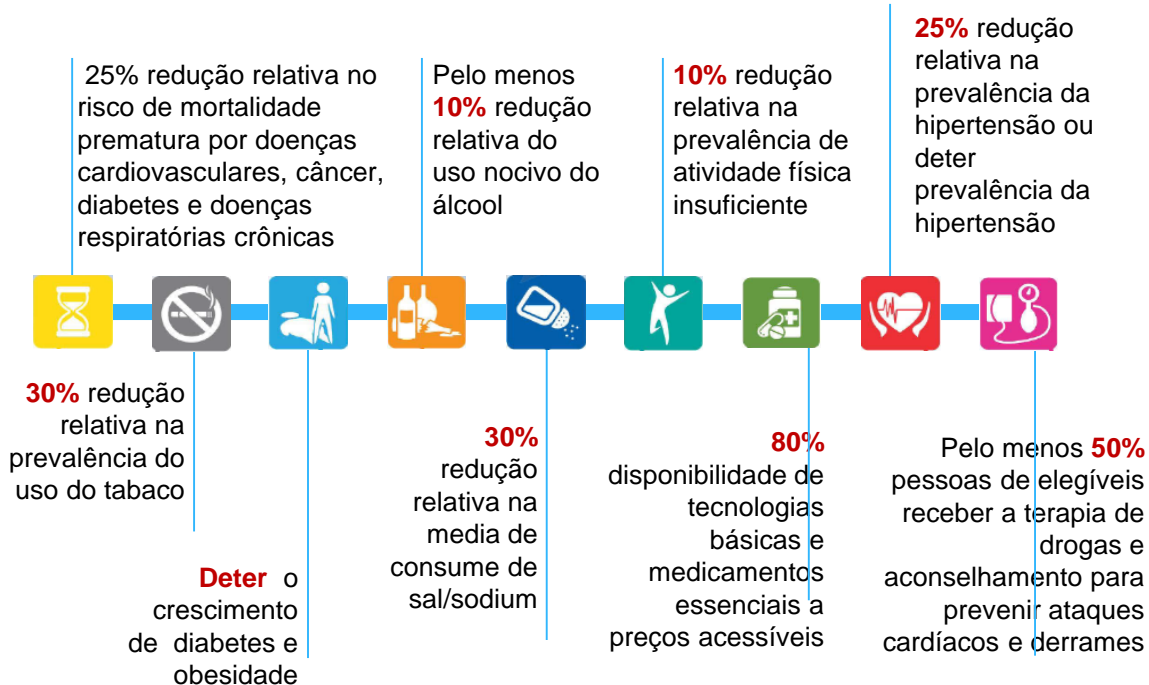 25% redução relativa no
risco de mortalidade
prematura por doenças
cardiovasculares, câncer,
diabetes e doenças
respiratórias crônicas
Pelo menos
10% redução
relativa do
uso nocivo do
álcool
10% redução
relativa na
prevalência de
atividade física
insuficiente
25% redução
relativa na
prevalência da
hipertensão ou
deter
prevalência da
hipertensão
30% redução
relativa na
prevalência do
uso do tabaco
Deter o
crescimento
de diabetes e
obesidade
30%
redução
relativa na
media de
consume de
sal/sodium
80%
disponibilidade de
tecnologias
básicas e
medicamentos
essenciais a
preços acessíveis
Pelo menos 50%
pessoas de elegíveis
receber a terapia de
drogas e
aconselhamento para
prevenir ataques
cardíacos e derrames